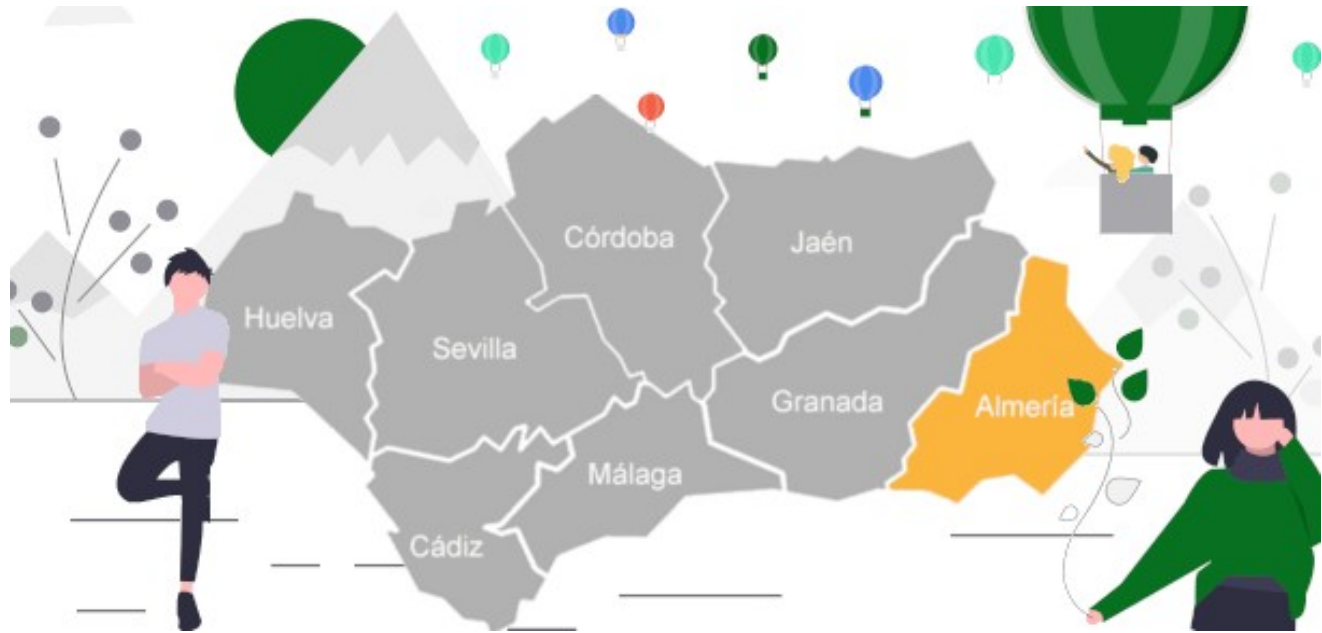 Córdoba
Jaén
Huelva
Sevilla
Granada
Almería
Málaga
Cádiz